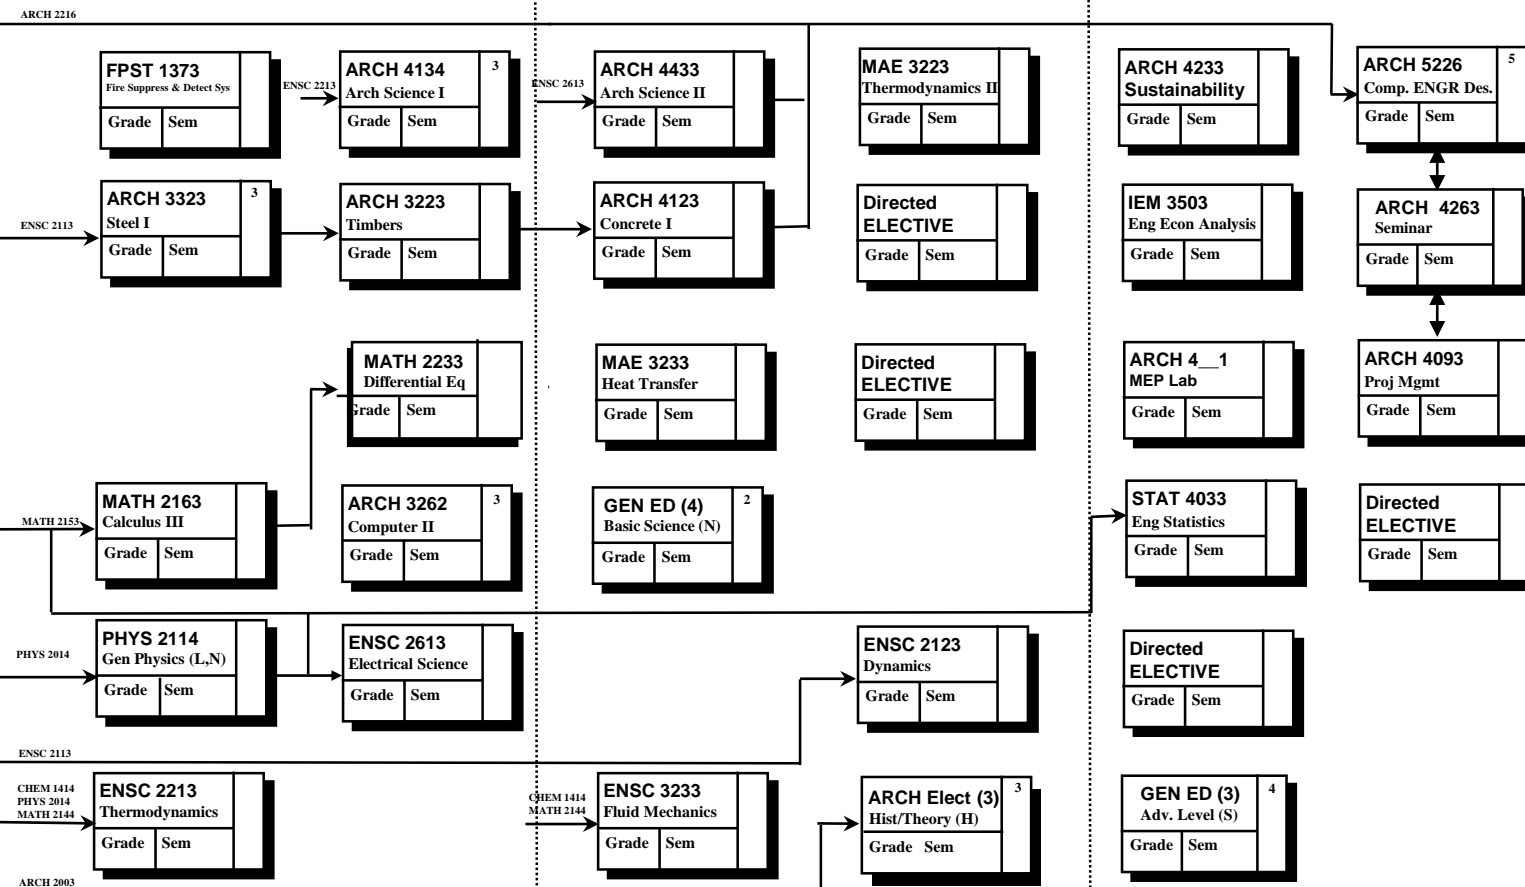 ARCH 2216
FPST 1373
Fire Suppress & Detect Sys
Grade Sem
ENSC 2213
ARCH 4134 3
Arch Science I
Grade Sem
ENSC 2613
ARCH 4433
Arch Science II
Grade Sem
MAE 3223
Thermodynamics II
Grade Sem
ARCH 4233
Sustainability
Grade Sem
ARCH 5226 5
Comp. ENGR Des.
Grade Sem
ENSC 2113
ARCH 3323 3
Steel I
Grade Sem
ARCH 3223
Timbers
Grade Sem
ARCH 4123
Concrete I
Grade Sem
Directed
ELECTIVE
Grade Sem
IEM 3503
Eng Econ Analysis
Grade Sem
ARCH 4263
Seminar
Grade Sem
MATH 2233
Differential Eq
Grade Sem
MAE 3233
Heat Transfer
Grade Sem
Directed
ELECTIVE
Grade Sem
ARCH 4__1
MEP Lab
Grade Sem
ARCH 4093
Proj Mgmt
Grade Sem
MATH 2153
MATH 2163
Calculus III
Grade Sem
ARCH 3262 3
Computer II
Grade Sem
GEN ED (4) 2
Basic Science (N)
Grade Sem
STAT 4033
Eng Statistics
Grade Sem
Directed
ELECTIVE
Grade Sem
PHYS 2014
PHYS 2114
Gen Physics (L,N)
Grade Sem
ENSC 2613
Electrical Science
Grade Sem
ENSC 2123
Dynamics
Grade Sem
Directed
ELECTIVE
Grade Sem
ENSC 2113
CHEM 1414
PHYS 2014
MATH 2144
ENSC 2213
Thermodynamics
Grade Sem
CHEM 1414
MATH 2144
ENSC 3233
Fluid Mechanics
Grade Sem
ARCH Elect (3) 3
Hist/Theory (H)
Grade Sem
GEN ED (3) 4
Adv. Level (S)
Grade Sem
ARCH 2003